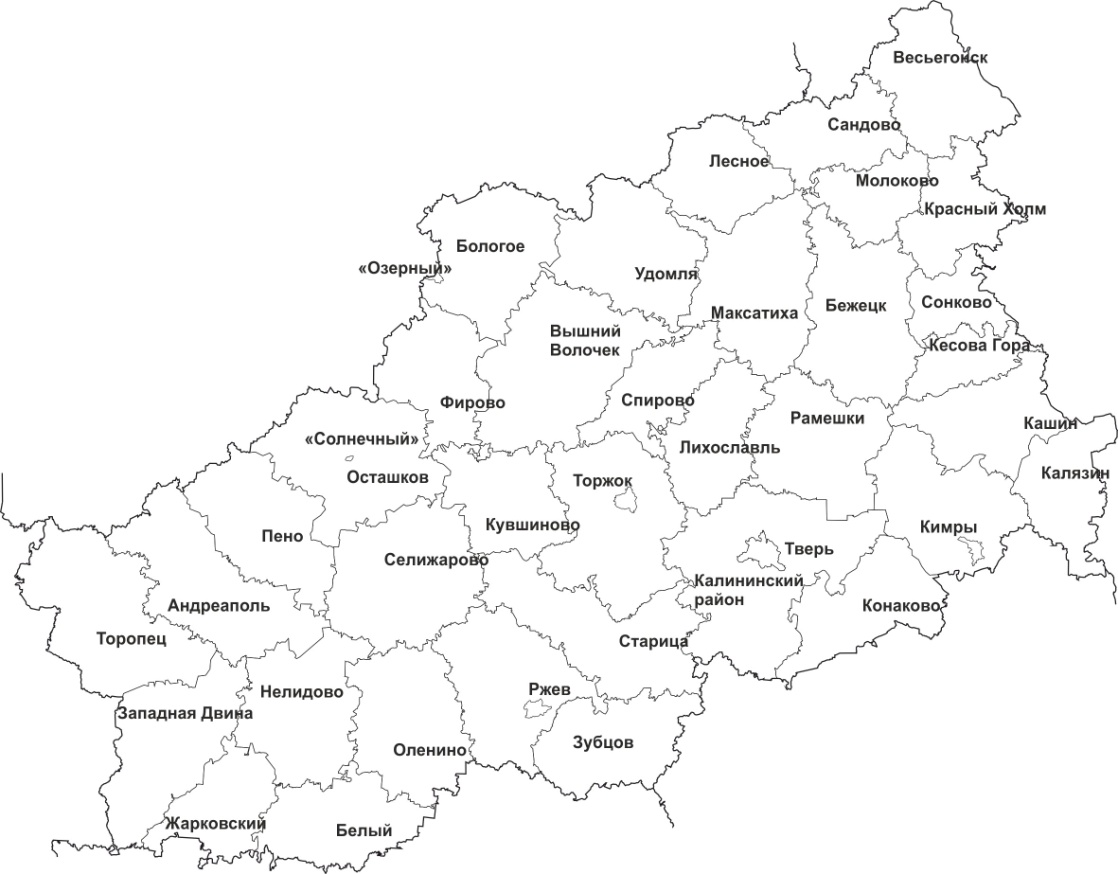 Весьегонск
Сандово
Лесное
Молоково
Красный Холм
Бологое
«Озерный»
Удомля
Максатиха
Бежецк
Сонково
Вышний
Волочек
Кесова Гора
Фирово
Спирово
Рамешки
Кашин
«Солнечный»
Лихославль
Осташков
Торжок
Калязин
Кувшиново
Кимры
Пено
Селижарово
Тверь
Калининский
район
Андреаполь
Конаково
Торопец
Старица
Нелидово
Ржев
Западная Двина
Оленино
Зубцов
Жарковский
Белый